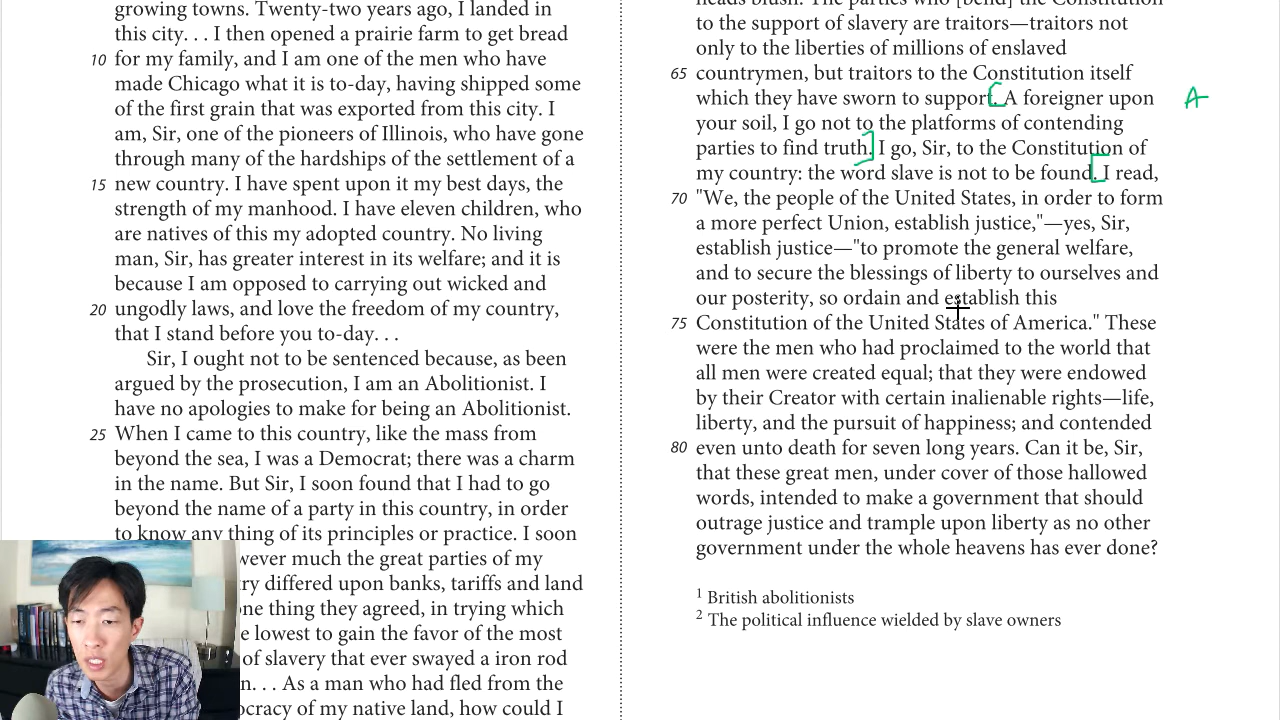 growing towns. Twenty-two years ago, I landed in
this city. . . I then opened a prairie farm to get bread
10 for my family, and I am one of the men who have
made Chicago what it is to-day, having shipped some
of the first grain that was exported from this city. I
am, Sir, one of the pioneers of Illinois, who have gone
through many of the hardships of the settlement of a
15 new country. I have spent upon it my best days, the
strength of my manhood. I have eleven children, who
are natives of this my adopted country. No living
man, Sir, has greater interest in its welfare; and it is
because I am opposed to carrying out wicked and
20 ungodly laws, and love the freedom of my country,
that I stand before you to-day. . .
Sir, I ought not to be sentenced because, as been
argued by the prosecution, I am an Abolitionist. I
have no apologies to make for being an Abolitionist.
25 When I came to this country, like the mass from
beyond the sea, I was a Democrat; there was a charm
in the name. But Sir, I soon found that I had to go
beyond the name of a party in this country, in order
to know any thing of its principles or practice. I soon
wever much the great parties of my
ry differed upon banks, tariffs and land
ne thing they agreed, in trying which
e lowest to gain the favor of the most
of slavery that ever swayed a iron rod
n. . . As a man who had fled from the
ocracy of my native land, how could I
heads blush. The parties who [bend] the Constitution
to the support of slavery are traitors—traitors not
only to the liberties of millions of enslaved
65 countrymen, but traitors to the Constitution itself
which they have sworn to support. A foreigner upon
your soil, I go not to the platforms of contending
parties to find truth. I go, Sir, to the Constitution of
my country: the word slave is not to be found. I read,
70 "We, the people of the United States, in order to form
a more perfect Union, establish justice,"—yes, Sir,
establish justice—"to promote the general welfare,
and to secure the blessings of liberty to ourselves and
our posterity, so ordain and establish this
75 Constitution of the United States of America." These
were the men who had proclaimed to the world that
all men were created equal; that they were endowed
by their Creator with certain inalienable rights—life,
liberty, and the pursuit of happiness; and contended
80 even unto death for seven long years. Can it be, Sir,
that these great men, under cover of those hallowed
words, intended to make a government that should
outrage justice and trample upon liberty as no other
government under the whole heavens has ever done?
1 British abolitionists
2 The political influence wielded by slave owners
A